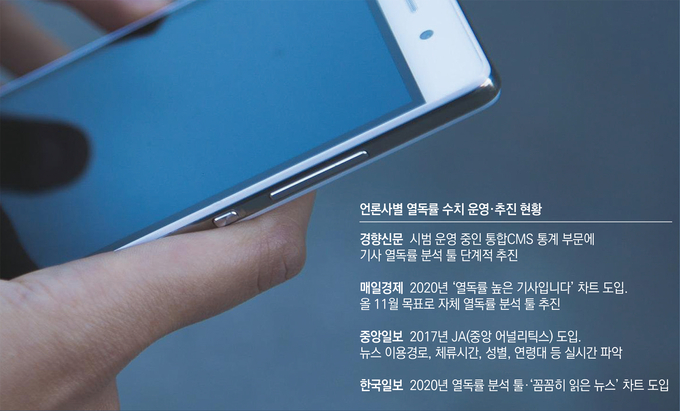 언론사별 열독률 수치 운영·추진 현황
경향신문 시범 운영 중인 통합CMS 통계 부문에
기사 열독률 분석 툴 단계적 추진
매일경제 2020년 ‘열독률 높은 기사입니다’ 차트 도입.
올 11월 목표로 자체 열독률 분석 툴 추진
중앙일보 2017년 JA(중앙 어널리틱스) 도입.
뉴스 이용경로, 체류시간, 성별, 연령대 등 실시간 파악
한국일보 2020년 열독률 분석 툴·‘꼼꼼히 읽은 뉴스’ 차트 도입